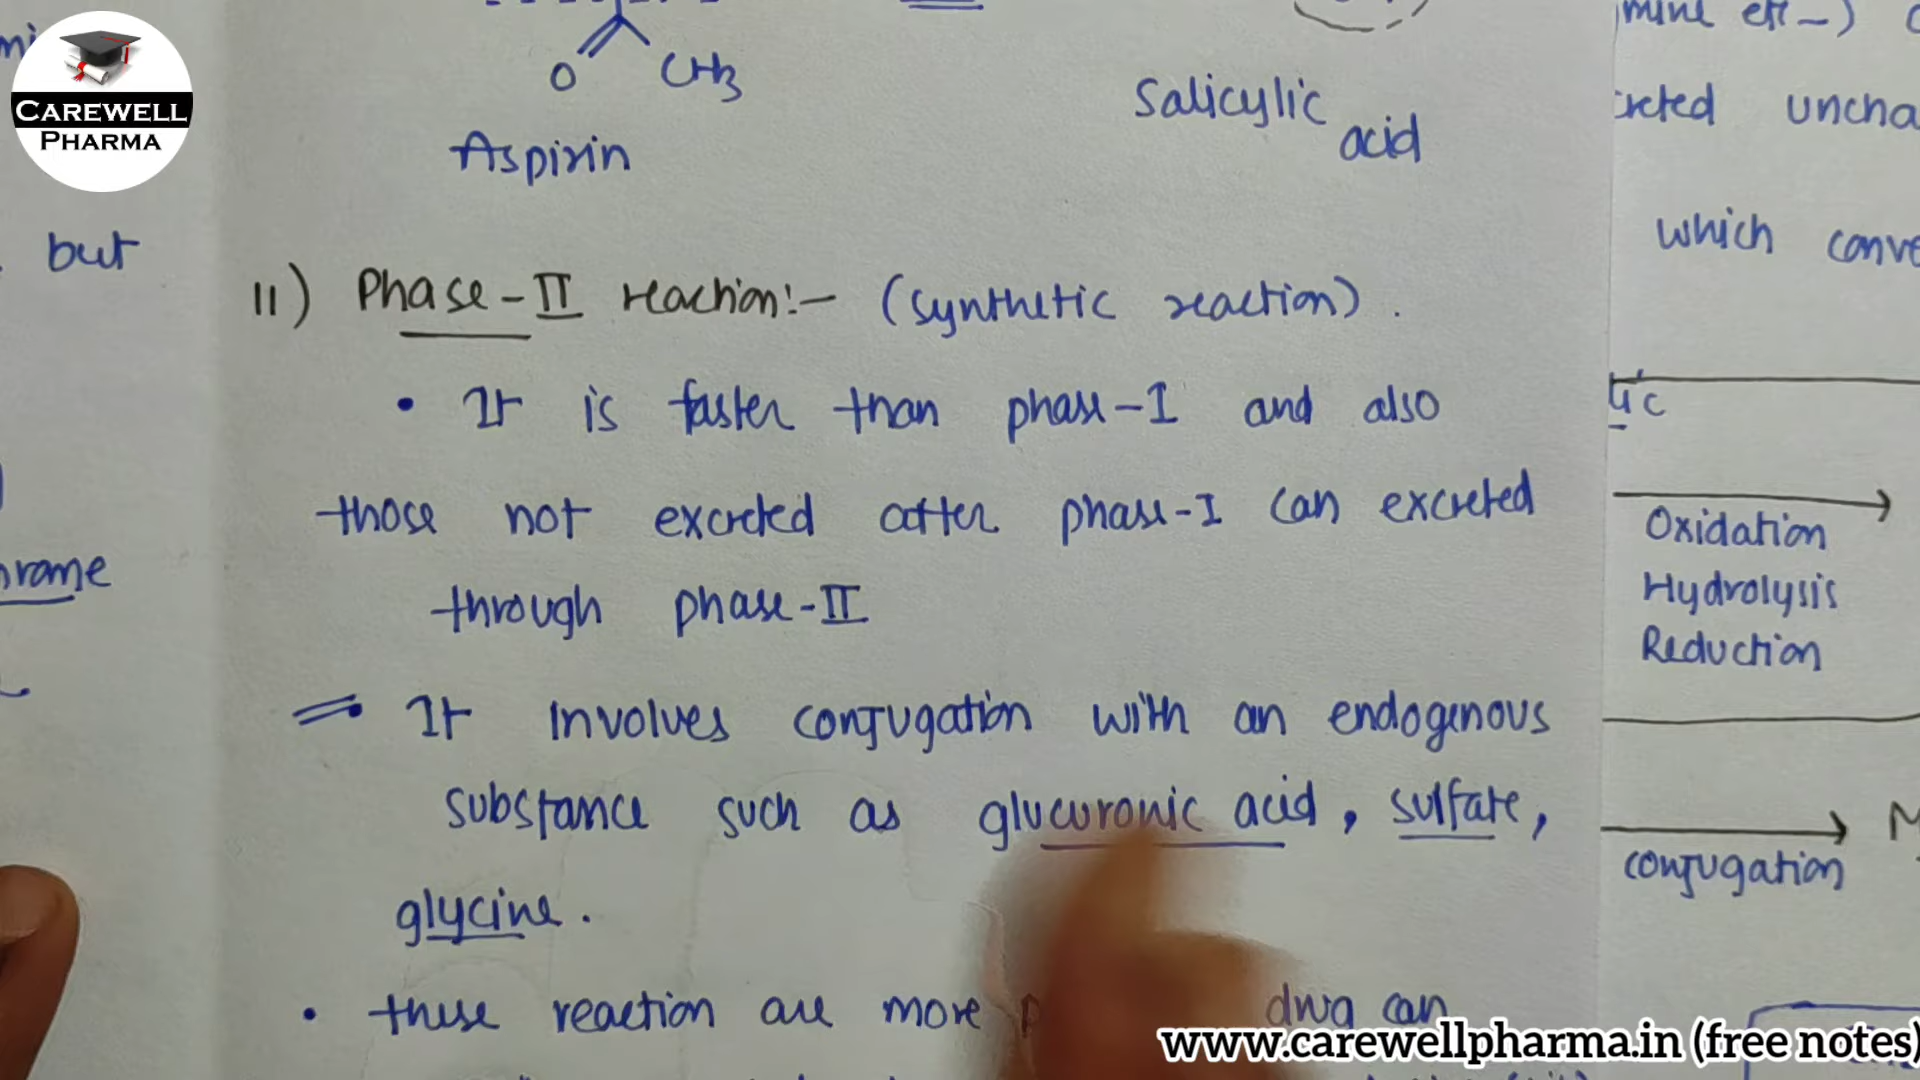 CAREWELL
PHARMA
O CH3
Aspirin
Salicylic
acid
but
II) Phase-II reaction:- (synthetic reaction).
• It is faster than phase-I and also
those not excreted after phase-I can excreted
through phase-II
It involves conjugation with an endogenous
substance such as glucuronic acid, sulfate,
glycine.
• these reaction are more
drug can
which
Oxidation
Hydrolysis
Reduction
conjugation
www.carewellpharma.in (free notes)